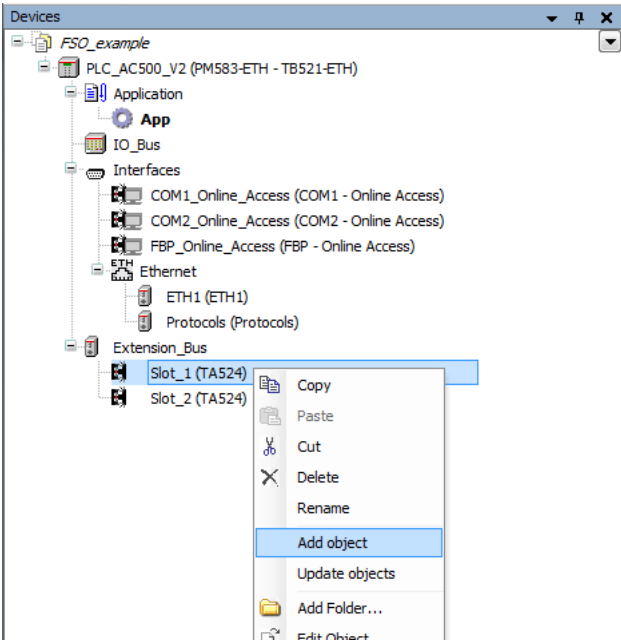 Devices
FSO_example
PLC_AC500_V2 (PM583-ETH - TB521-ETH)
Application
App
IO_Bus
Interfaces
COM1_Online_Access (COM1 - Online Access)
COM2_Online_Access (COM2 - Online Access)
FBP_Online_Access (FBP - Online Access)
ETH Ethernet
ETH1 (ETH1)
Protocols (Protocols)
Extension_Bus
Slot_1 (TA524)
Slot_2 (TA524)
Copy
Paste
Cut
Delete
Rename
Add object
Update objects
Add Folder...
Edit Object